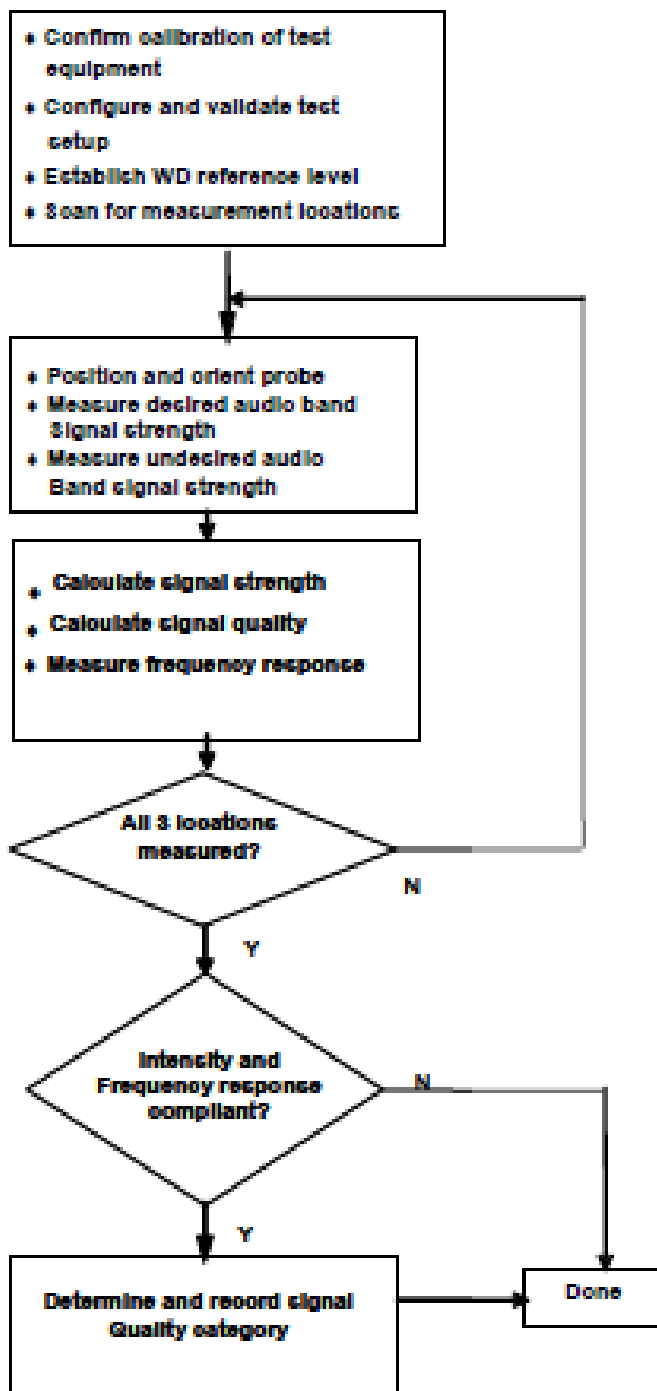 ♦ Confirm calibration of test
equipment
♦ Configure and validate test
setup
♦ Establish WD reference level
♦ Scan for measurement locations
♦ Position and orient probe
♦ Measure desired audio band
Signal strength
♦ Measure undesired audio
Band signal strength
♦ Calculate signal strength
♦ Calculate signal quality
♦ Measure frequency response
All 3 locations
measured?
N
Y
Intensity and
Frequency response
compliant?
N
Y
Determine and record signal
Quality category
Done